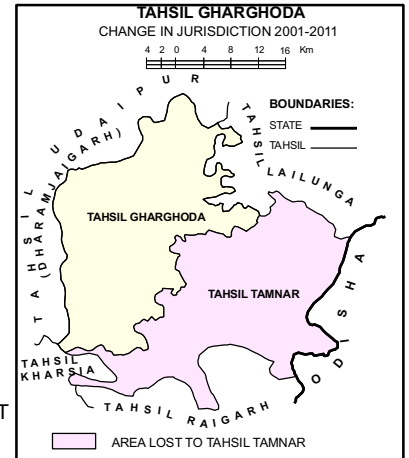 TAHSIL GHARGHODA
CHANGE IN JURISDICTION 2001-2011
4 2 0 4 8 12 16 Km
BOUNDARIES:
STATE
TAHSIL
TAHSIL UDAIPUR
(DHARAMJAIGARH)
TAHSIL LAILUNGA
TAHSIL GHARGHODA
TAHSIL TAMNAR
ODISHA
TAHSIL
KHARSIA
TAHSIL RAIGARH
T
AREA LOST TO TAHSIL TAMNAR